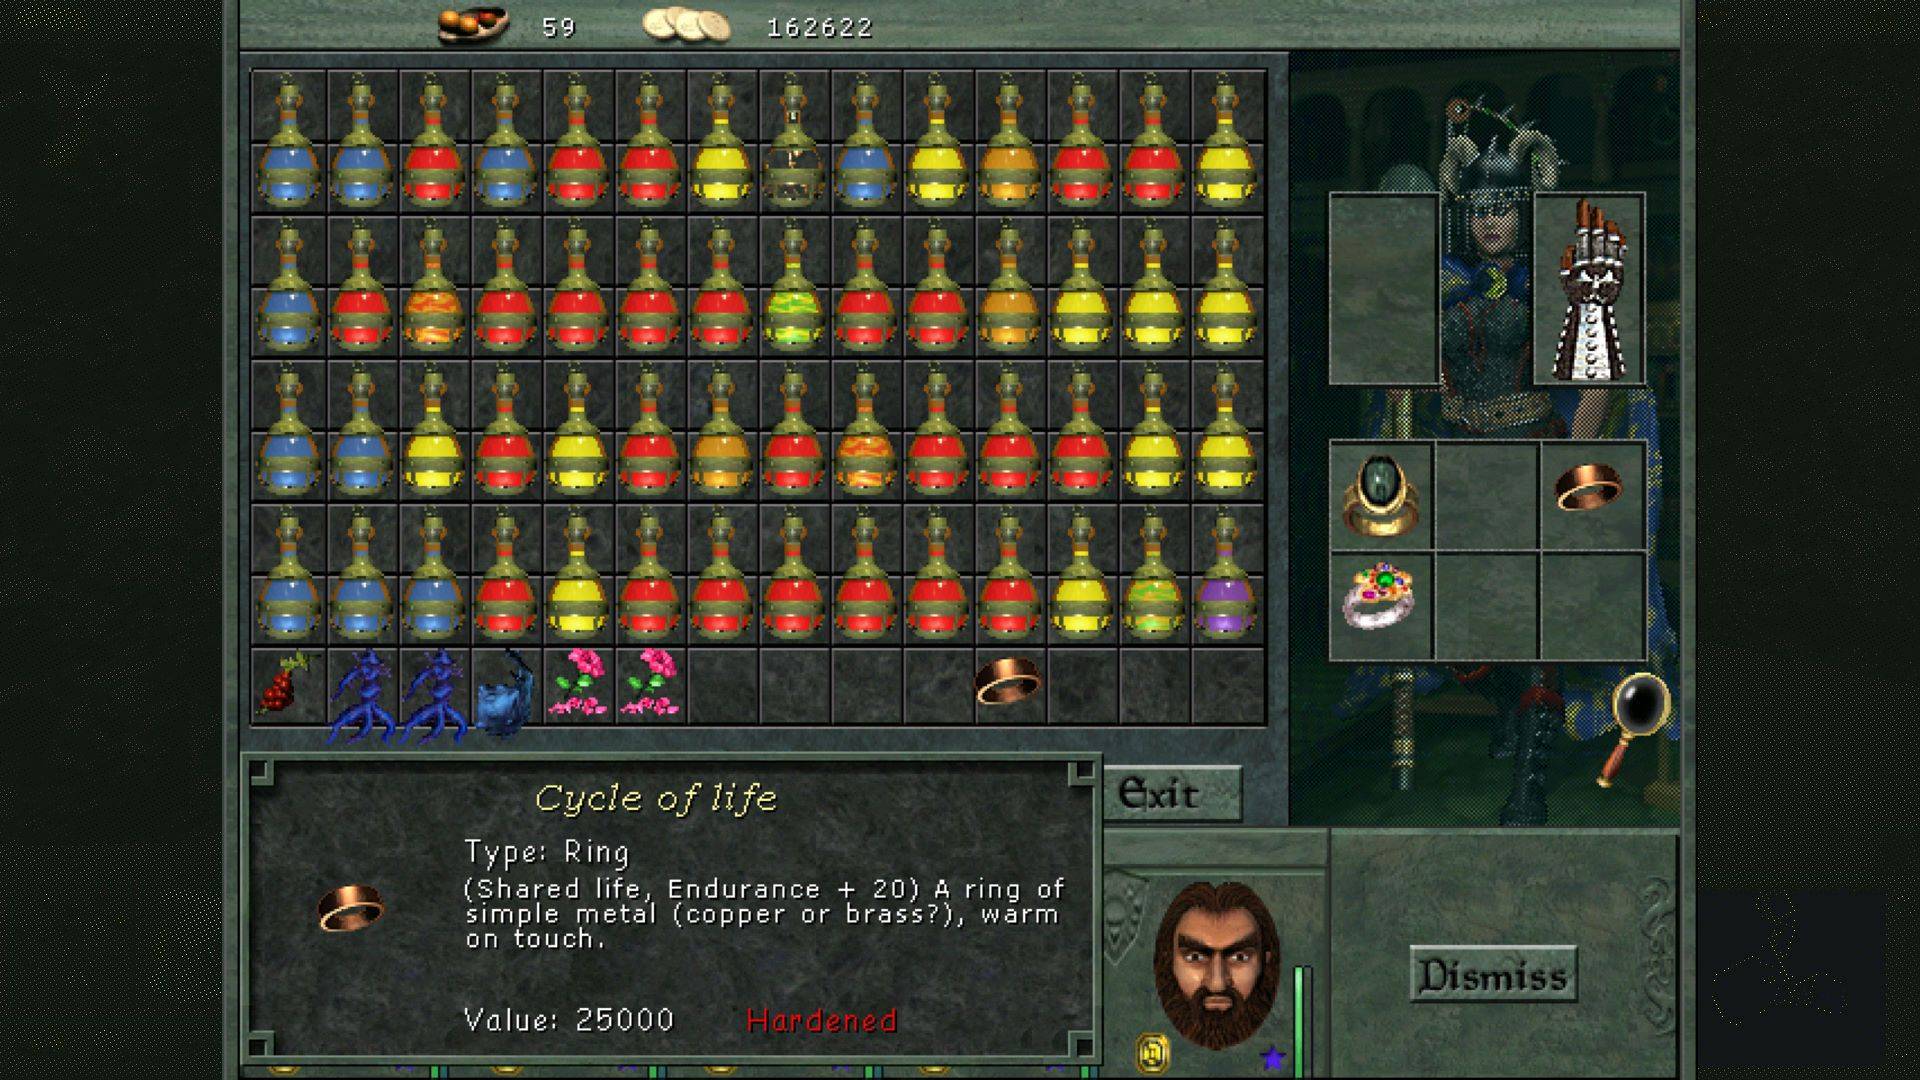 59 162622
Cycle of life
Type: Ring
(Shared life, Endurance + 20) A ring of
simple metal (copper or brass?), warm
on touch.
Value: 25000 Hardened
Exit
Dismiss